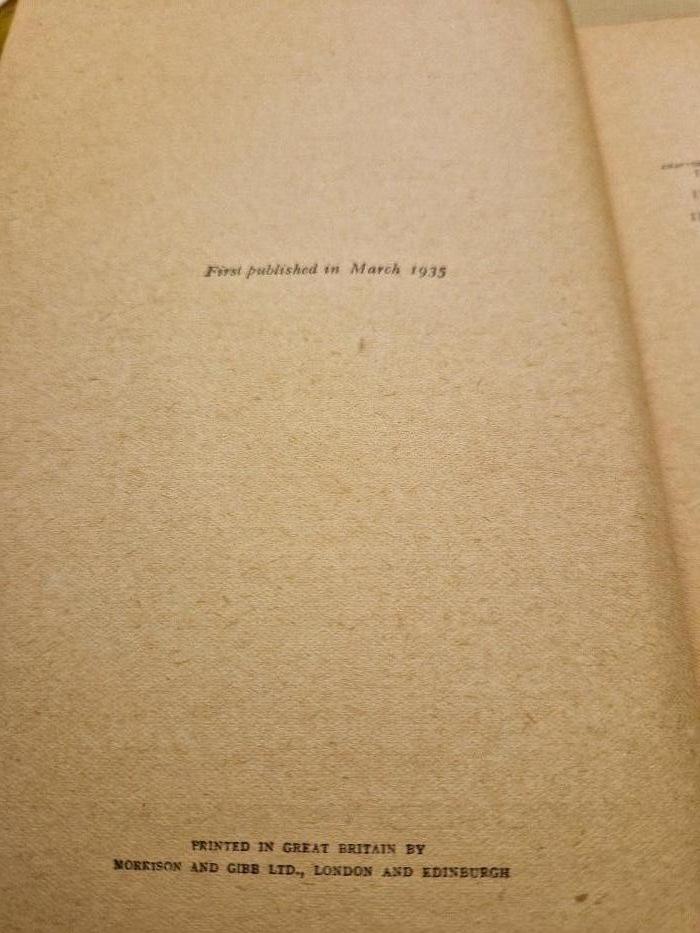 First published in March 1935
PRINTED IN GREAT BRITAIN BY
MORRISON AND GIBB LTD., LONDON AND EDINBURGH